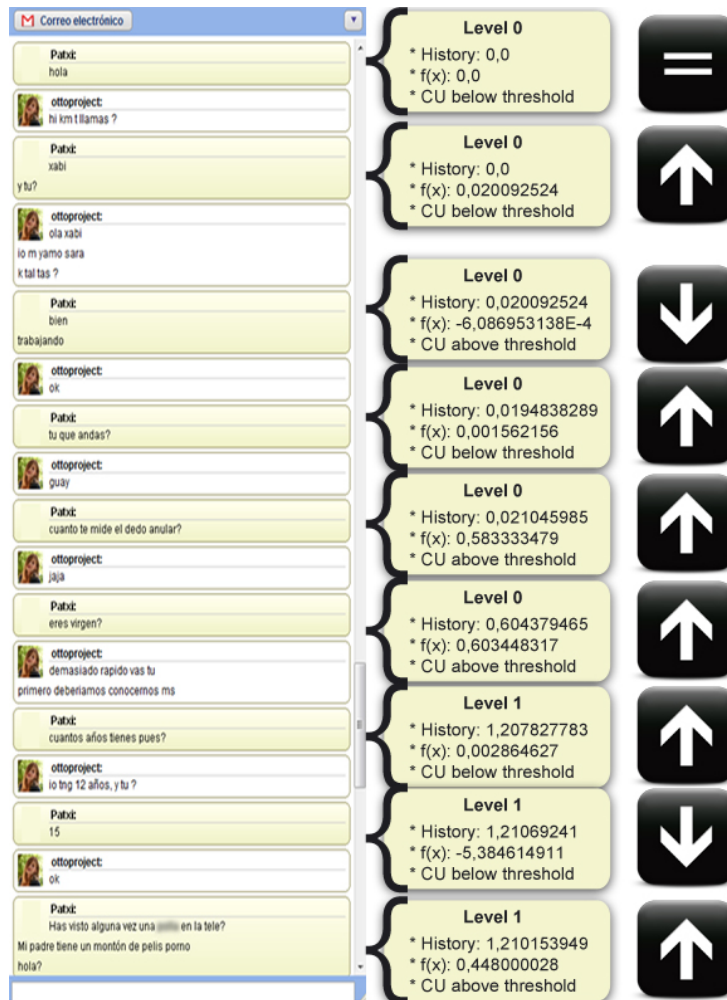 Correo electrónico
Patxi:
hola
ottoproject:
hi km t llamas ?
Patxi:
xabi
y tu?
ottoproject:
ola xabi
io m yamo sara
k tal tas ?
Patxi:
bien
trabajando
ottoproject:
ok
Patxi:
tu que andas?
ottoproject:
guay
Patxi:
cuanto te mide el dedo anular?
ottoproject:
jaja
Patxi:
eres virgen?
ottoproject:
demasiado rapido vas tu
primero deberiamos conocernos ms
Patxi:
cuantos años tienes pues?
ottoproject:
io tng 12 años, y tu ?
Patxi:
15
ottoproject:
ok
Patxi:
Has visto alguna vez una en la tele?
Mi padre tiene un montón de pelis porno
hola?
Level 0
* History: 0,0
* f(x): 0,0
* CU below threshold
Level 0
* History: 0,0
* f(x): 0,020092524
* CU below threshold
Level 0
* History: 0,020092524
* f(x): -6,086953138E-4
* CU above threshold
Level 0
* History: 0,0194838289
* f(x): 0,001562156
* CU below threshold
Level 0
* History: 0,021045985
* f(x): 0,583333479
* CU above threshold
Level 0
* History: 0,604379465
* f(x): 0,603448317
* CU above threshold
Level 1
* History: 1,207827783
* f(x): 0,002864627
* CU below threshold
Level 1
* History: 1,21069241
* f(x): -5,384614911
* CU below threshold
Level 1
* History: 1,210153949
* f(x): 0,448000028
* CU above threshold